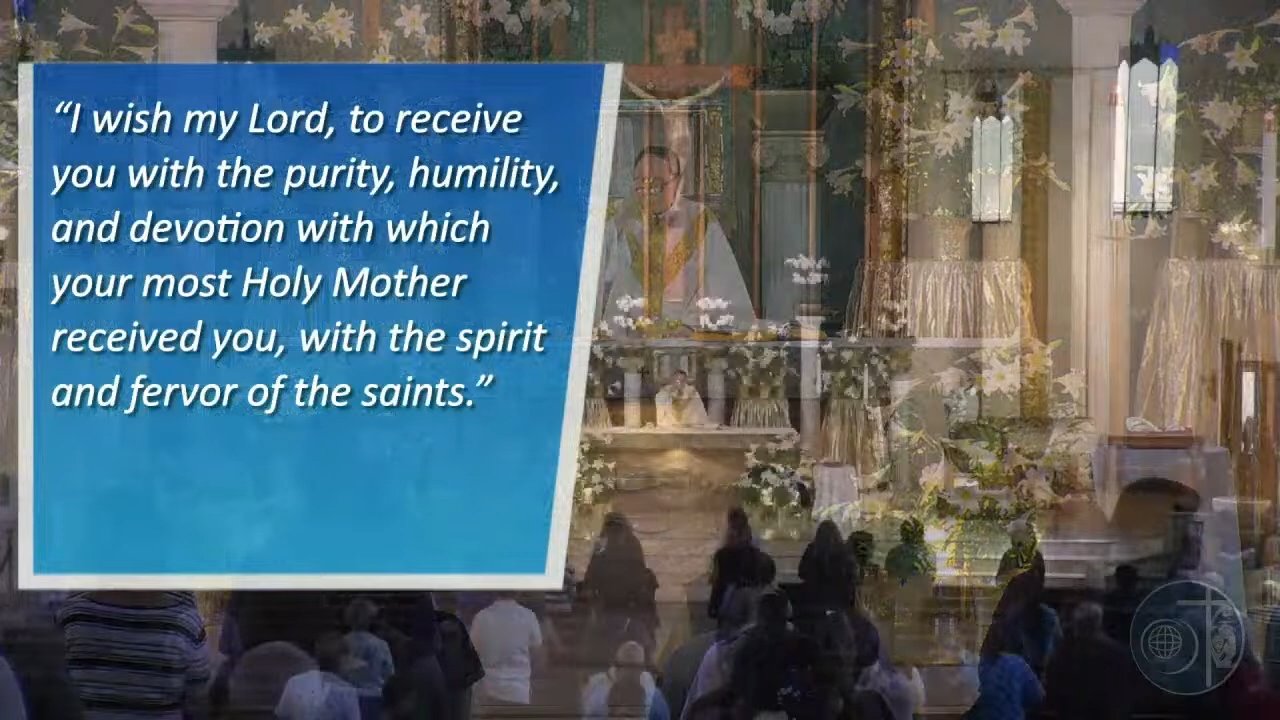 “I wish my Lord, to receive
you with the purity, humility,
and devotion with which
your most Holy Mother
received you, with the spirit
and fervor of the saints.”